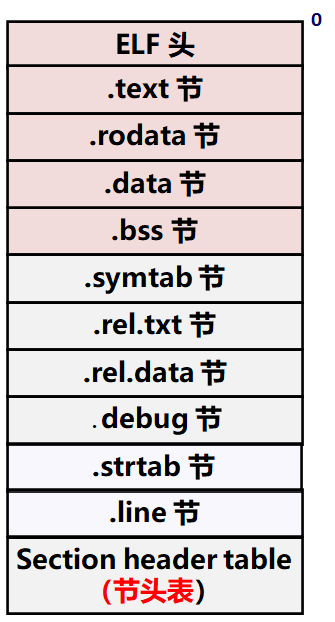 0
ELF 头
.text 节
.rodata 节
.data 节
.bss 节
.symtab 节
.rel.txt 节
.rel.data 节
.debug 节
.strtab 节
.line 节
Section header table
(节头表)